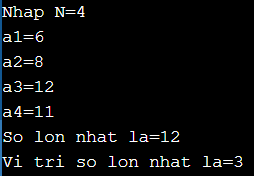 Nhap N=4
a1=6
a2=8
a3=12
a4=11
So lon nhat la=12
Vi tri so lon nhat la=3